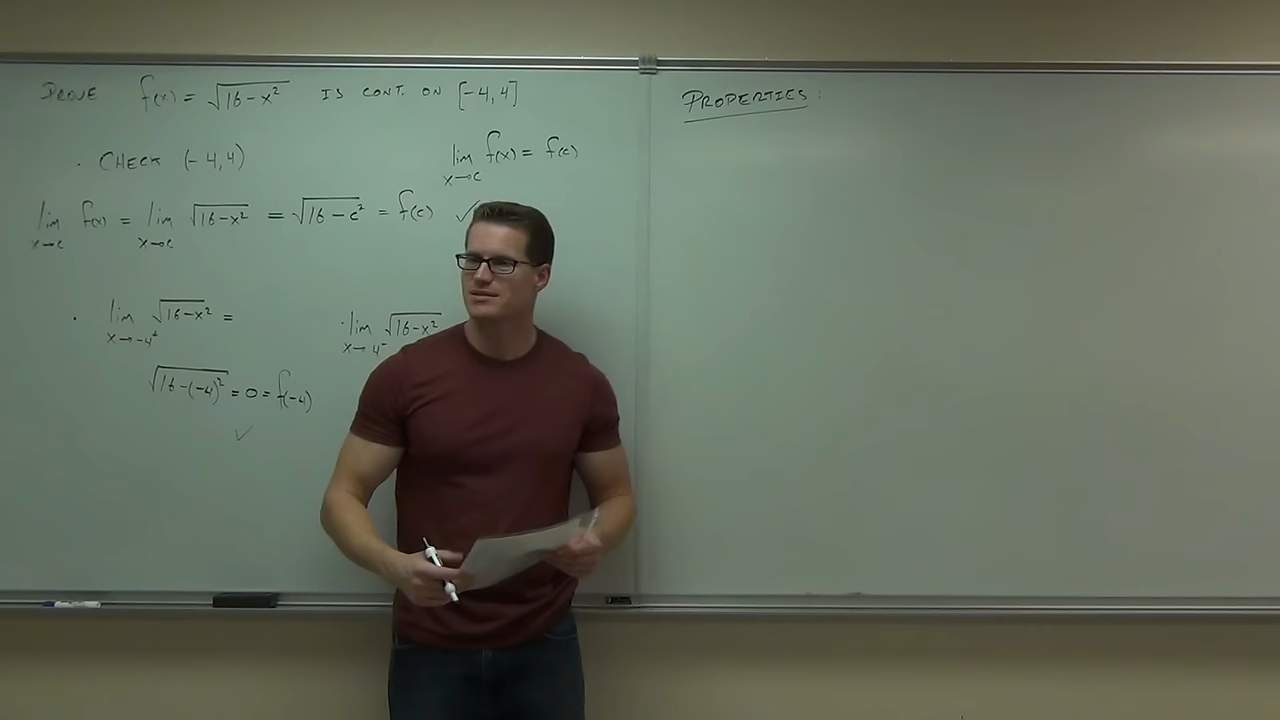 PROVE f(x) = √(16-x²) IS CONT. ON [-4,4]
· CHECK (-4,4)
lim x→c f(x) = f(c)
lim x→c f(x) = lim x→c √(16-x²) = √(16-c²) = f(c) ✓
· lim x→-4⁺ √(16-x²) =
√(16-(-4)²) = 0 = f(-4)
✓
· lim x→4⁻ √(16-x²)
PROPERTIES: